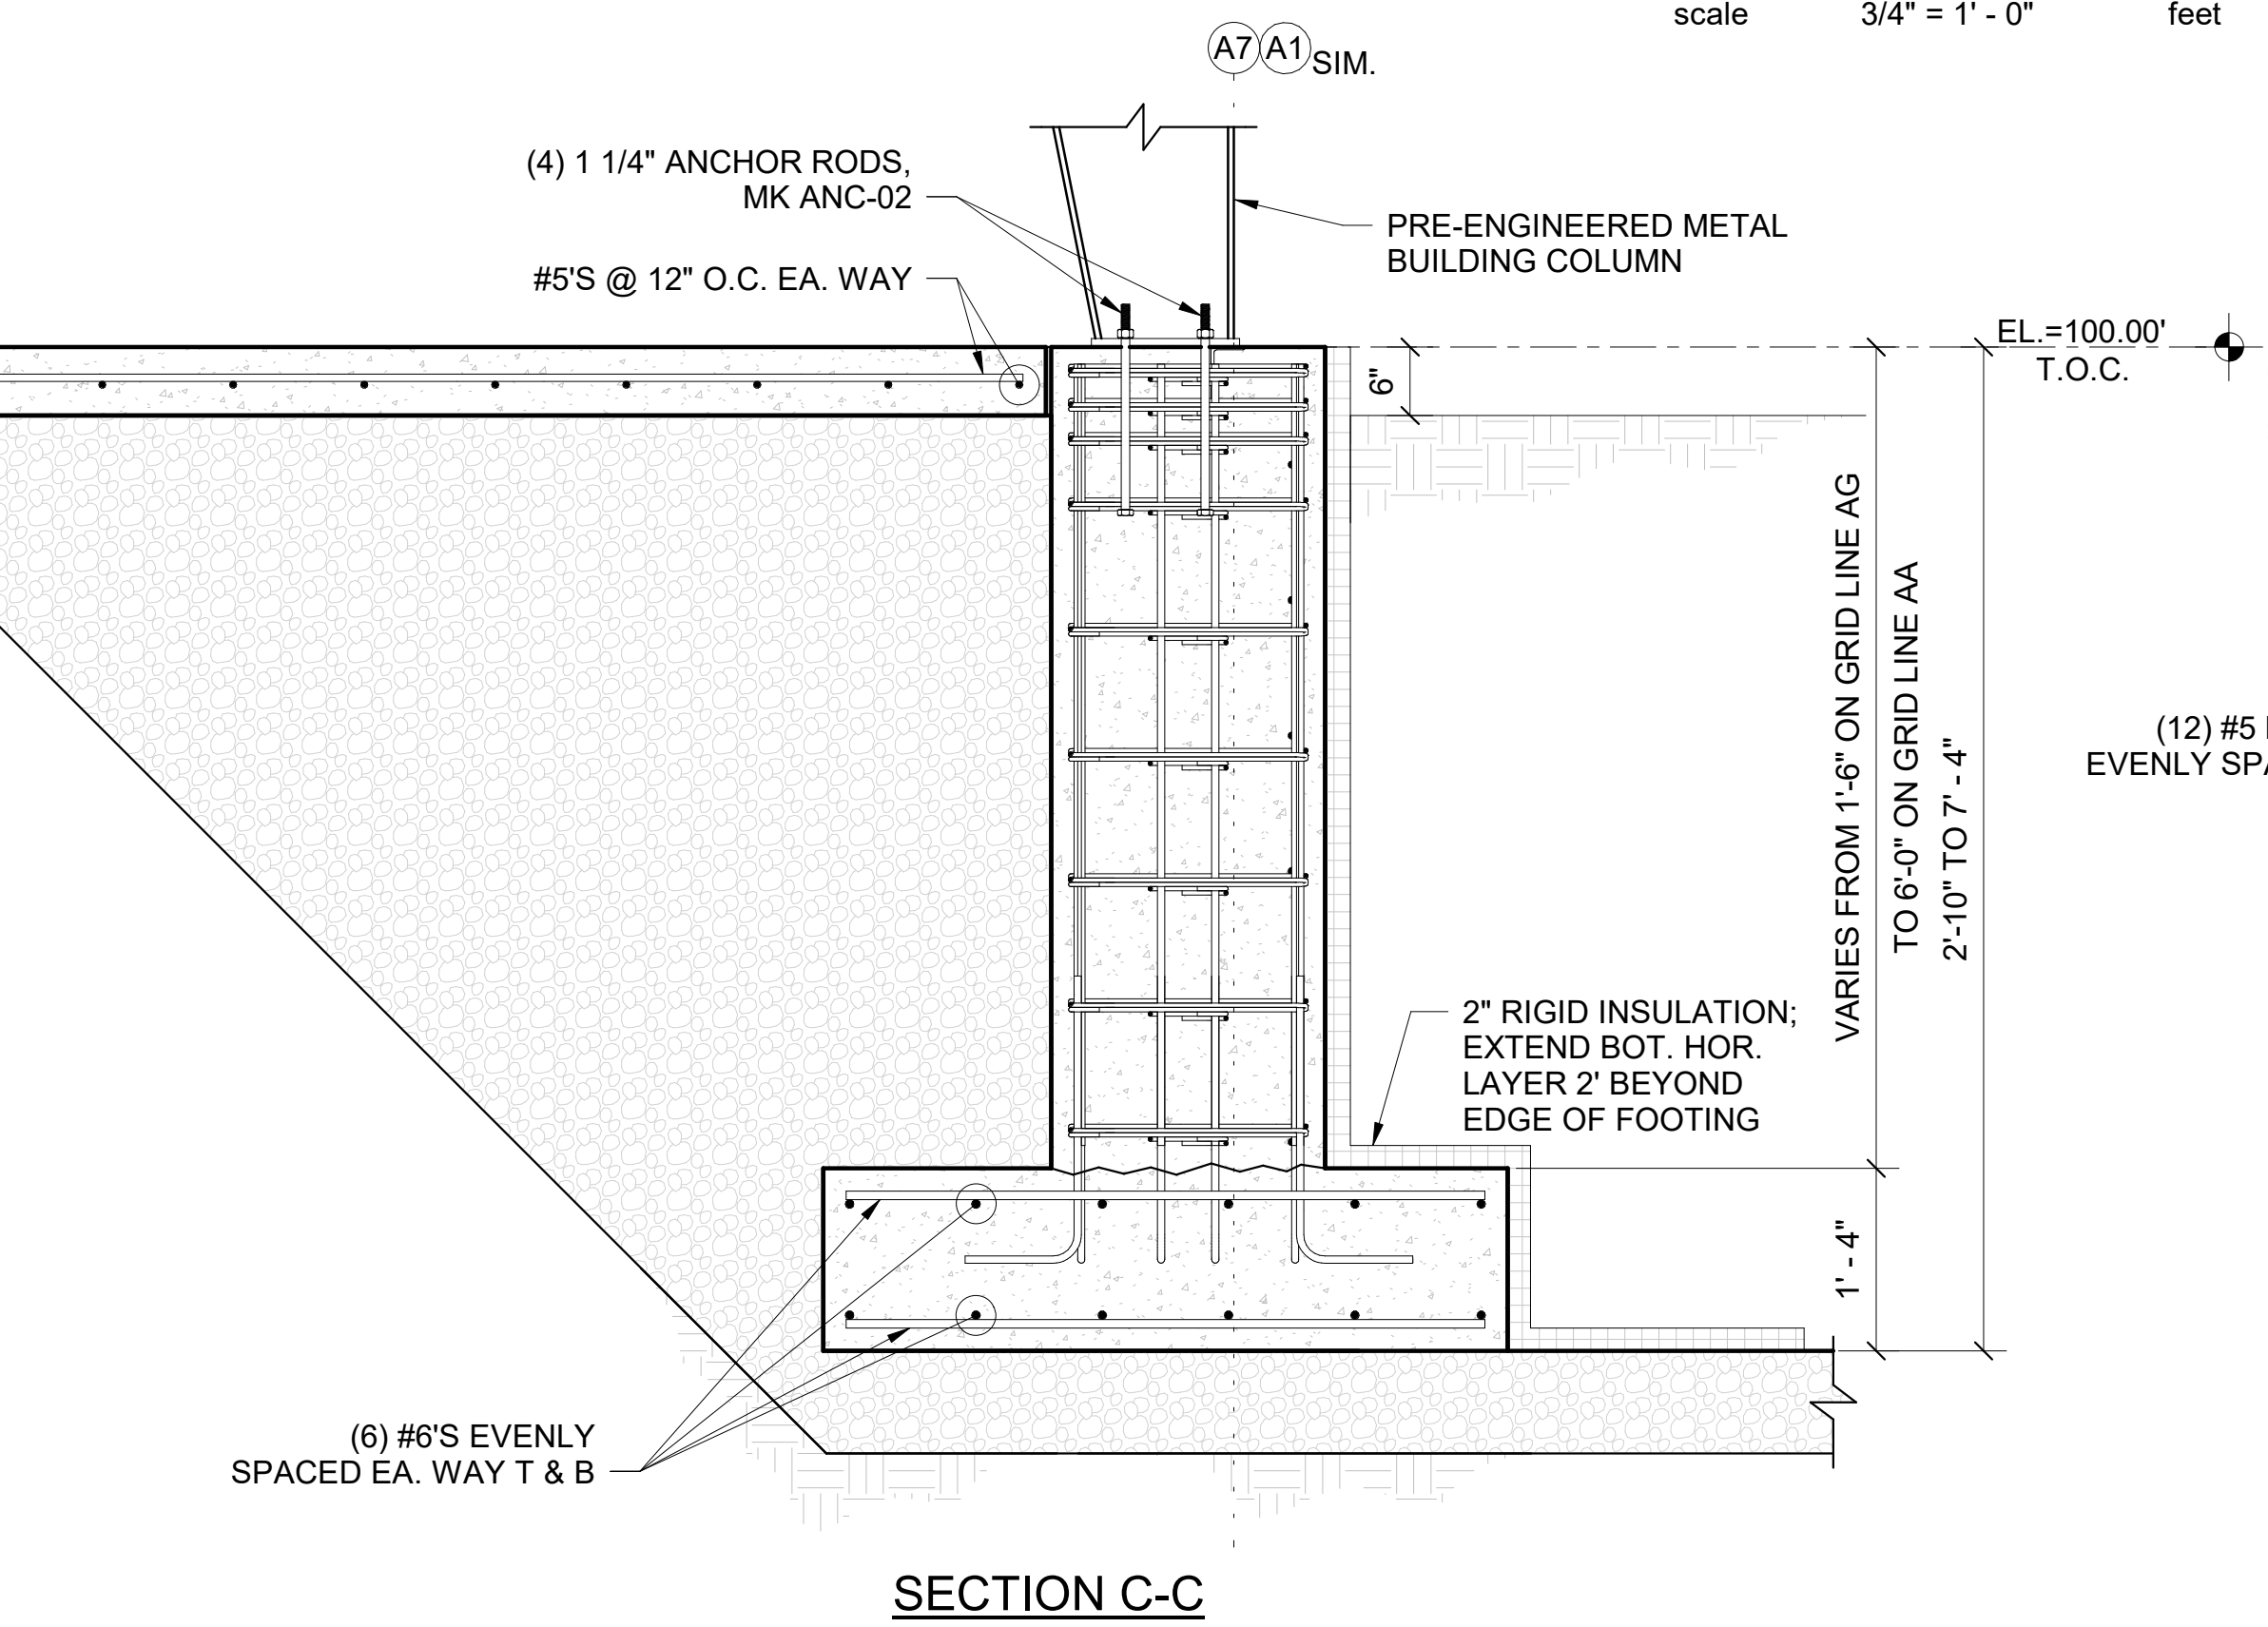 scale 3/4" = 1' - 0" feet
A7 A1 SIM.
(4) 1 1/4" ANCHOR RODS,
MK ANC-02
#5'S @ 12" O.C. EA. WAY
PRE-ENGINEERED METAL
BUILDING COLUMN
EL.=100.00'
T.O.C.
6"
VARIES FROM 1'-6" ON GRID LINE AG
TO 6'-0" ON GRID LINE AA
2'-10" TO 7' - 4"
(12) #5
EVENLY
2" RIGID INSULATION;
EXTEND BOT. HOR.
LAYER 2' BEYOND
EDGE OF FOOTING
1' - 4"
(6) #6'S EVENLY
SPACED EA. WAY T & B
SECTION C-C